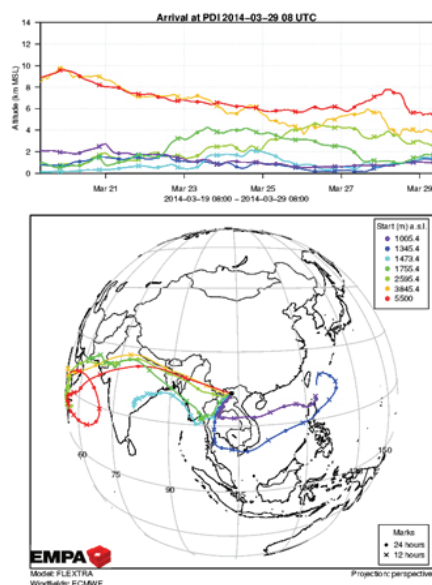 Arrival at PDI 2014-03-29 08 UTC
Altitude (km MSL)
14
12
10
8
6
4
2
0
Mar 21
Mar 23
Mar 25
Mar 27
Mar 29
2014-03-19 08:00 - 2014-03-29 08:00
Start (m) a.s.l.
1005.4
1345.4
1473.4
1755.4
2595.4
3845.4
5500
60
75
90
150
Marks
24 hours
12 hours
EMPA
Model: FLEXTRA
Windfields: ECMWF
Projection: perspective